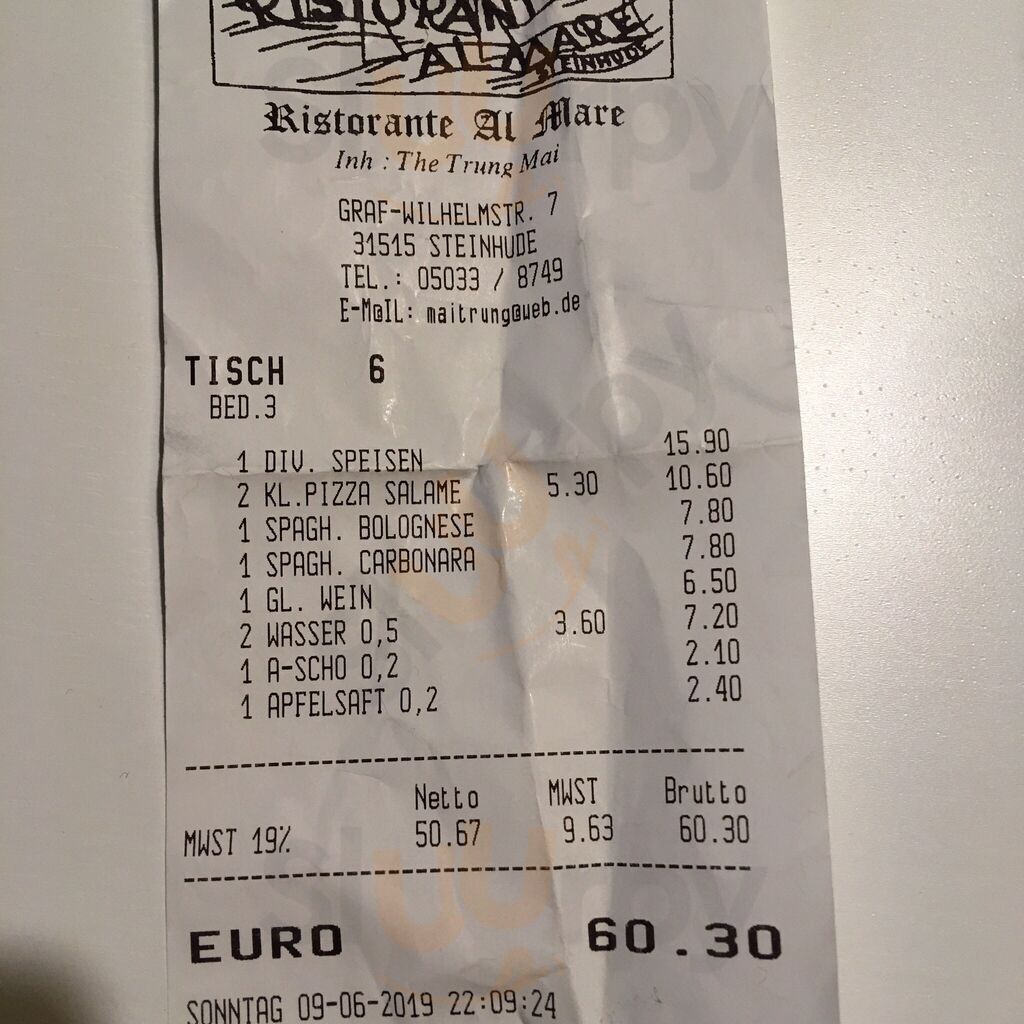 RISTORANT
AL MARE
STEINHUDE
Ristorante Al Mare
Inh : The Trung Mai
GRAF-WILHELMSTR. 7
31515 STEINHUDE
TEL.: 05033 / 8749
E-M@IL: maitrung@web.de
TISCH 6
BED.3
1 DIV. SPEISEN 15.90
2 KL.PIZZA SALAME 5.30 10.60
1 SPAGH. BOLOGNESE 7.80
1 SPAGH. CARBONARA 7.80
1 GL. WEIN 6.50
2 WASSER 0,5 3.60 7.20
1 A-SCHO 0,2 2.10
1 APFELSAFT 0,2 2.40
Netto MWST Brutto
MWST 19% 50.67 9.63 60.30
EURO 60.30
SONNTAG 09-06-2019 22:09:24